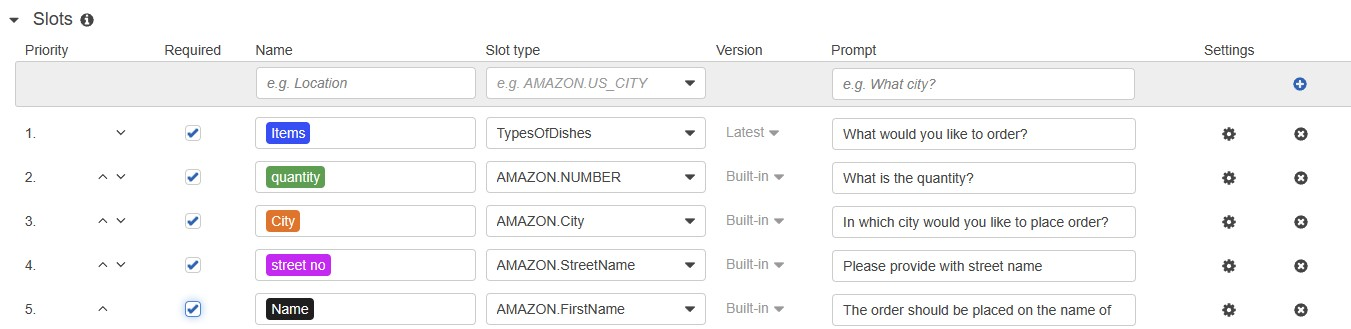 Slots
Priority Required Name Slot type Version Prompt Settings
e.g. Location e.g. AMAZON.US_CITY e.g. What city?
1. Items TypesOfDishes Latest What would you like to order?
2. quantity AMAZON.NUMBER Built-in What is the quantity?
3. City AMAZON.City Built-in In which city would you like to place order?
4. street no AMAZON.StreetName Built-in Please provide with street name
5. Name AMAZON.FirstName Built-in The order should be placed on the name of